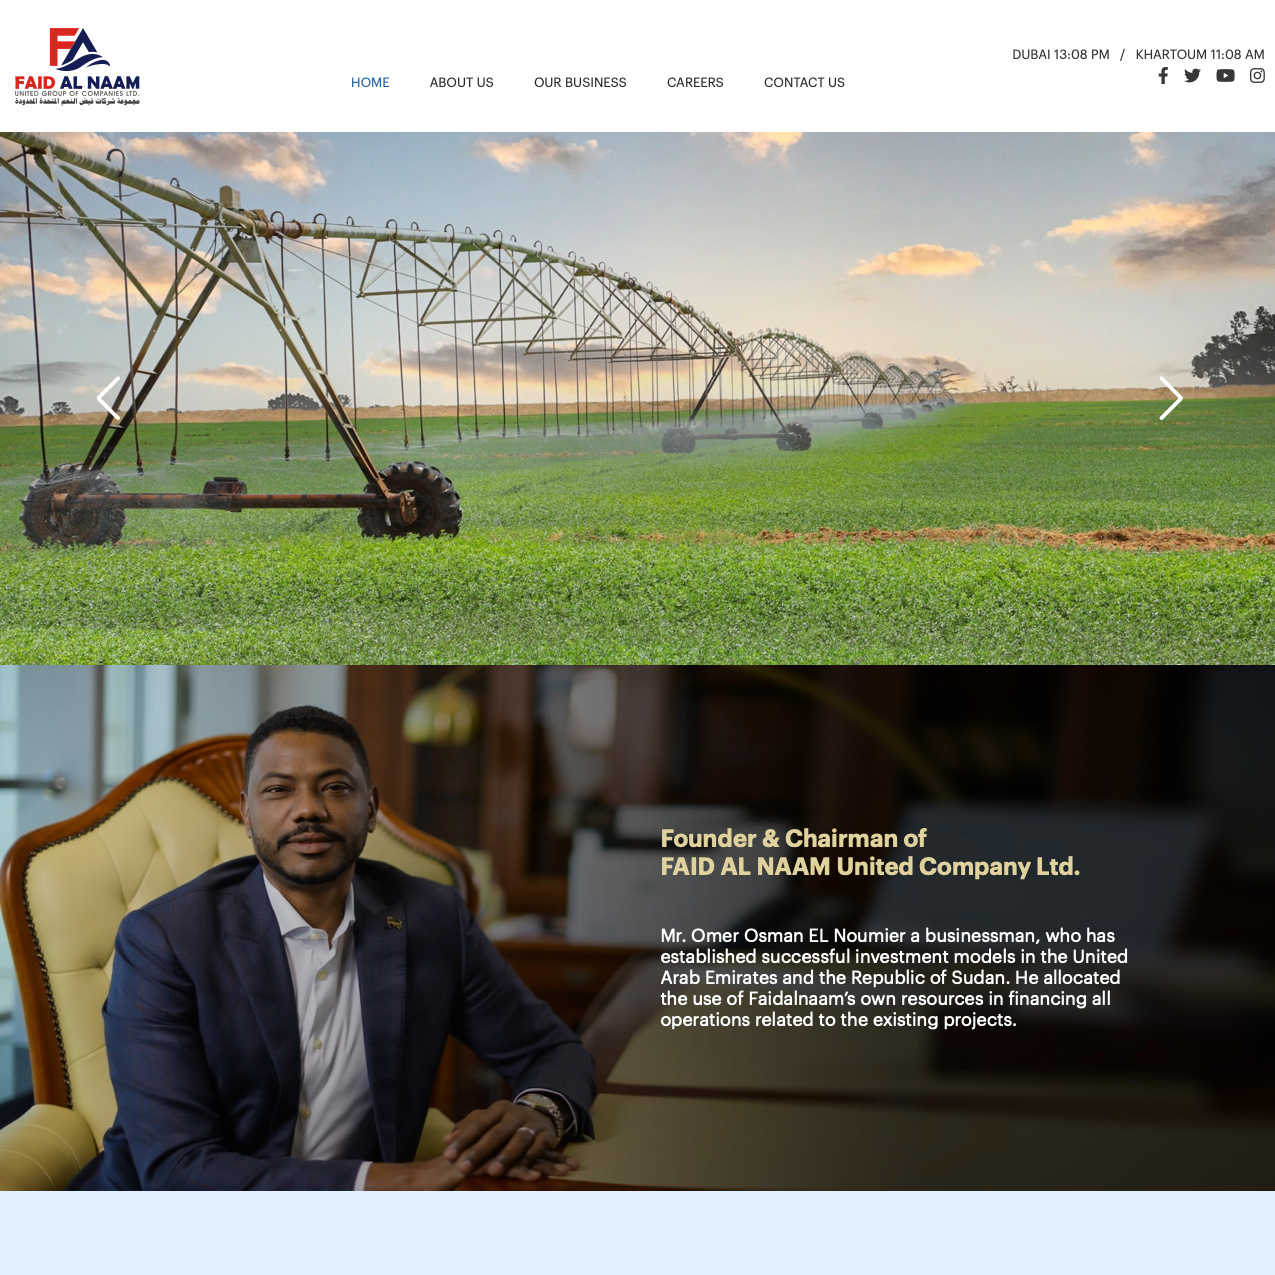 FA
FAID AL NAAM
UNITED GROUP OF COMPANIES LTD.
مجموعة شركات فيض النعم المتحدة المحدودة
HOME ABOUT US OUR BUSINESS CAREERS CONTACT US
DUBAI 13:08 PM / KHARTOUM 11:08 AM
Founder & Chairman of
FAID AL NAAM United Company Ltd.
Mr. Omer Osman EL Noumier a businessman, who has
established successful investment models in the United
Arab Emirates and the Republic of Sudan. He allocated
the use of Faidalnaam’s own resources in financing all
operations related to the existing projects.